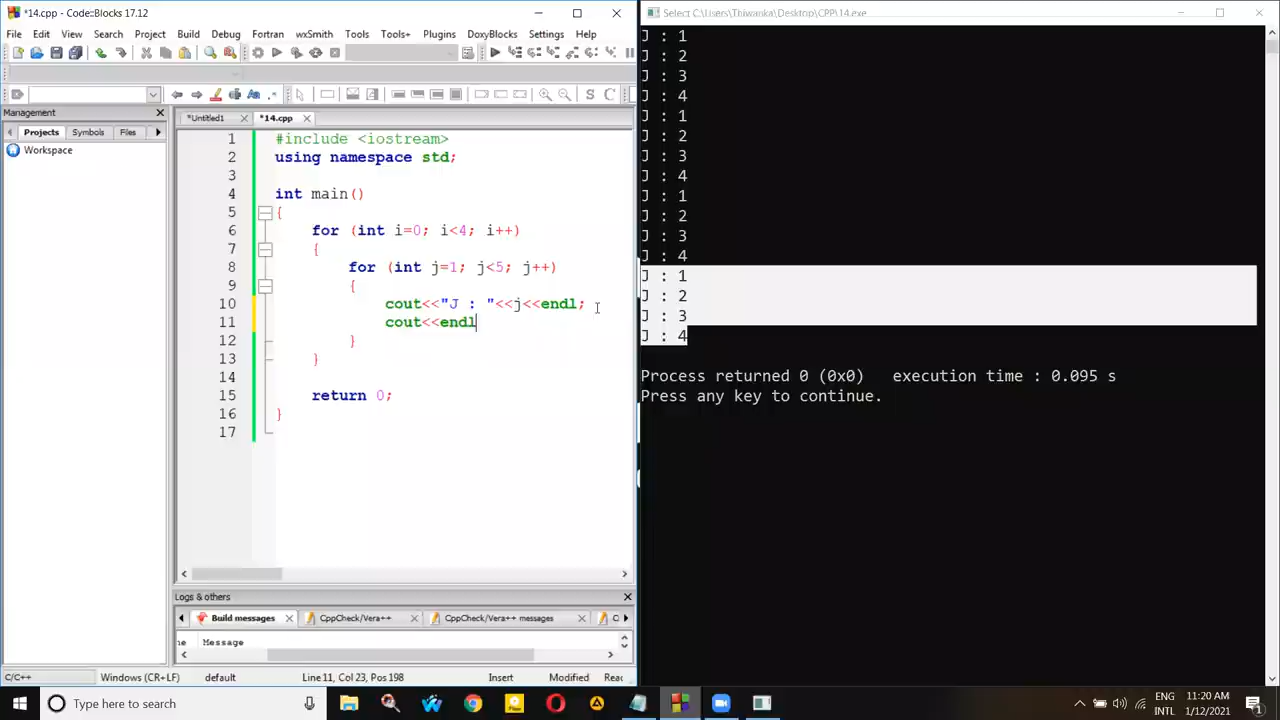 *14.cpp - Code::Blocks 17.12
File Edit View Search Project Build Debug Fortran wxSmith Tools Tools+ Plugins DoxyBlocks Settings Help
Management
Projects Symbols Files
Workspace
*Untitled1 *14.cpp
1 #include <iostream>
2 using namespace std;
3
4 int main()
5 {
6 for (int i=0; i<4; i++)
7 {
8 for (int j=1; j<5; j++)
9 {
10 cout<<"J : "<<j<<endl;
11 cout<<endl
12 }
13 }
14
15 return 0;
16 }
17
Logs & others
Build messages CppCheck/Vera++ CppCheck/Vera++ messages C
ne Message
C/C++ Windows (CR+LF) default Line 11, Col 23, Pos 198 Insert Modified Reac
Select C:\Users\Thiwanka\Desktop\CPP\14.exe
J : 1
J : 2
J : 3
J : 4
J : 1
J : 2
J : 3
J : 4
J : 1
J : 2
J : 3
J : 4
J : 1
J : 2
J : 3
J : 4
Process returned 0 (0x0) execution time : 0.095 s
Press any key to continue.
Type here to search
ENG
INTL
11:20 AM
1/12/2021
1